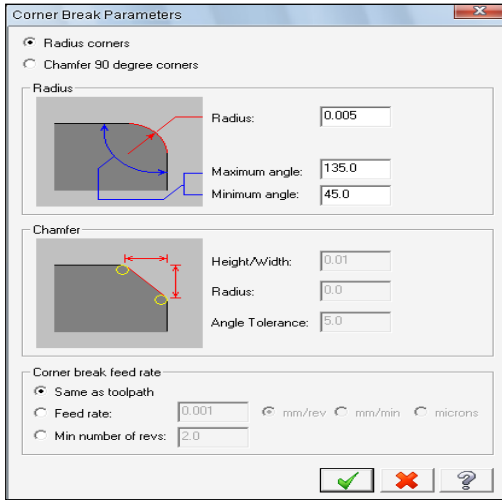 Corner Break Parameters
Radius corners
Chamfer 90 degree corners
Radius
Radius: 0.005
Maximum angle: 135.0
Minimum angle: 45.0
Chamfer
Height/Width: 0.01
Radius: 0.0
Angle Tolerance: 5.0
Corner break feed rate
Same as toolpath
Feed rate: 0.001 mm/rev mm/min microns
Min number of revs: 2.0